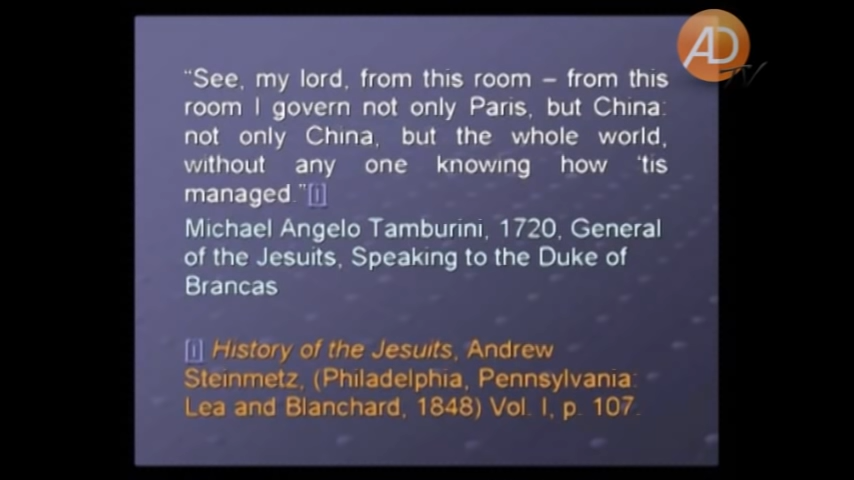 AD
TV
“See, my lord, from this room – from this
room I govern not only Paris, but China:
not only China, but the whole world,
without any one knowing how ‘tis
managed.”[i]
Michael Angelo Tamburini, 1720, General
of the Jesuits, Speaking to the Duke of
Brancas
[i] History of the Jesuits, Andrew
Steinmetz, (Philadelphia, Pennsylvania:
Lea and Blanchard, 1848) Vol. I, p. 107.